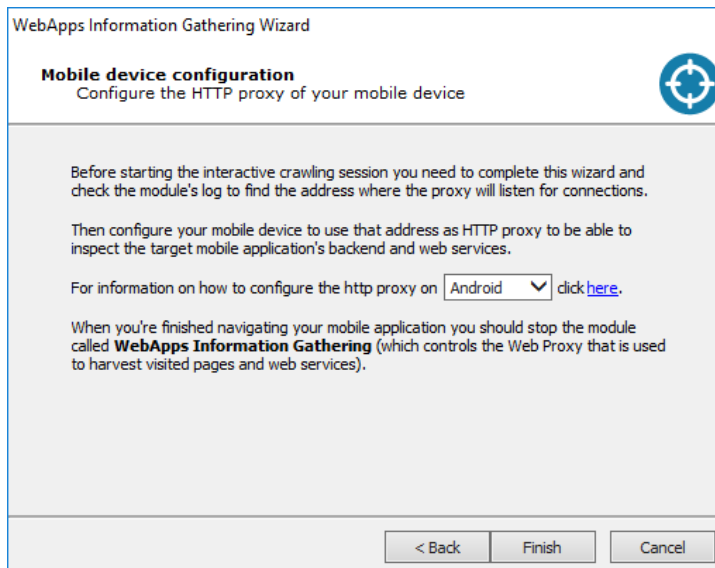 WebApps Information Gathering Wizard
Mobile device configuration
Configure the HTTP proxy of your mobile device
Before starting the interactive crawling session you need to complete this wizard and
check the module's log to find the address where the proxy will listen for connections.
Then configure your mobile device to use that address as HTTP proxy to be able to
inspect the target mobile application's backend and web services.
For information on how to configure the http proxy on Android click here.
When you're finished navigating your mobile application you should stop the module
called WebApps Information Gathering (which controls the Web Proxy that is used
to harvest visited pages and web services).
< Back Finish Cancel